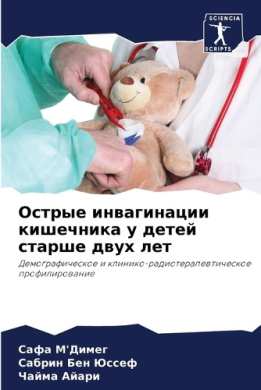 SCIENCIA
SCRIPTS
Острые инвагинации
кишечника у детей
старше двух лет
Демографическое и клинико-радиотерапевтическое
профилирование
Сафа М'Димег
Сабрин Бен Юссеф
Чайма Айари